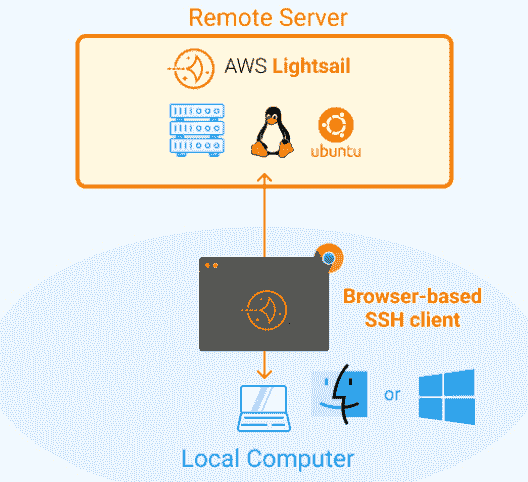 Remote Server
AWS Lightsail
ubuntu
Browser-based
SSH client
or
Local Computer